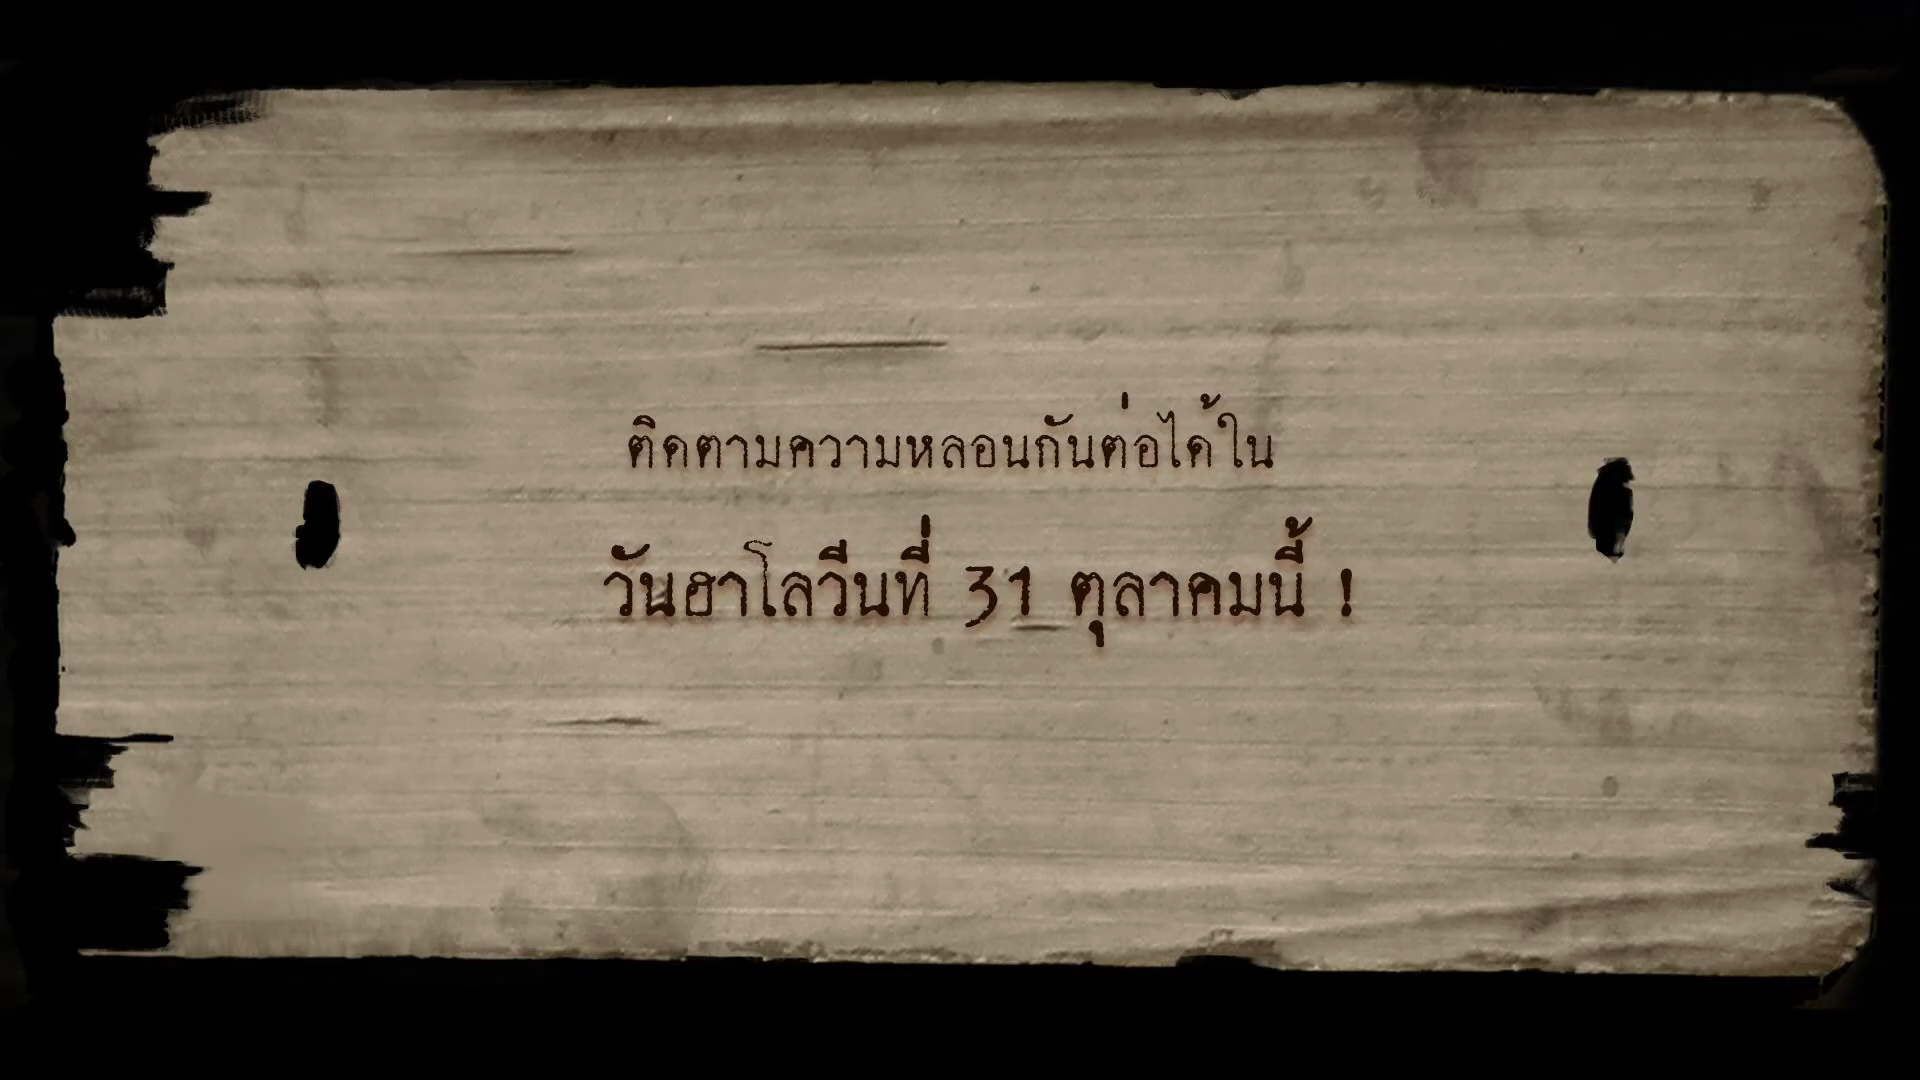 ติดตามความหลอนกันต่อได้ใน
วันฮาโลวีนที่ 31 ตุลาคมนี้ !